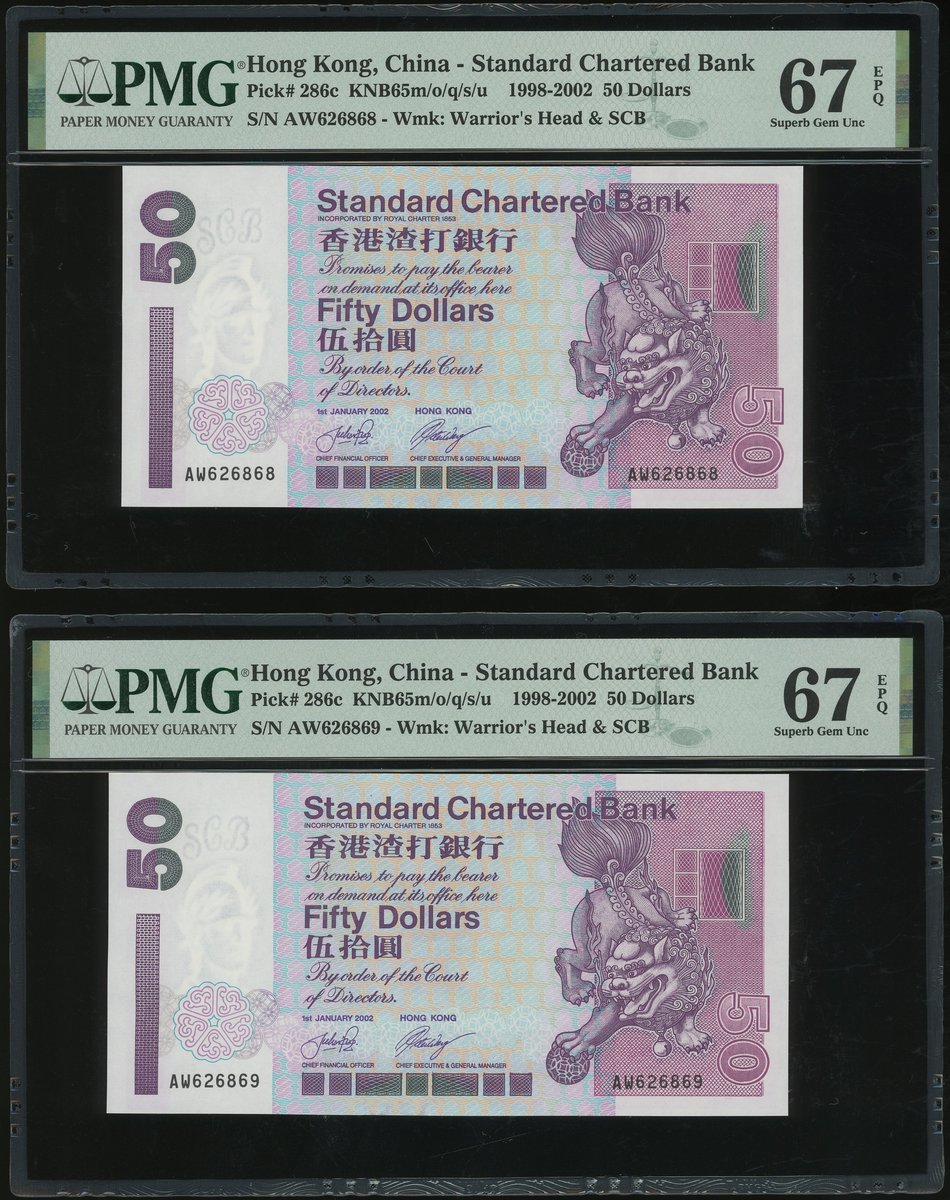 PMG®
PAPER MONEY GUARANTY
Hong Kong, China - Standard Chartered Bank
Pick# 286c KNB65m/o/q/s/u 1998-2002 50 Dollars
S/N AW626868 - Wmk: Warrior's Head & SCB
67 EPQ
Superb Gem Unc
50
SCB
Standard Chartered Bank
INCORPORATED BY ROYAL CHARTER 1853
香港渣打銀行
Promises to pay the bearer
on demand at its office here
Fifty Dollars
伍拾圓
By order of the Court
of Directors.
1ST JANUARY 2002 HONG KONG
CHIEF FINANCIAL OFFICER CHIEF EXECUTIVE & GENERAL MANAGER
50
AW626868 AW626868
PMG®
PAPER MONEY GUARANTY
Hong Kong, China - Standard Chartered Bank
Pick# 286c KNB65m/o/q/s/u 1998-2002 50 Dollars
S/N AW626869 - Wmk: Warrior's Head & SCB
67 EPQ
Superb Gem Unc
50
SCB
Standard Chartered Bank
INCORPORATED BY ROYAL CHARTER 1853
香港渣打銀行
Promises to pay the bearer
on demand at its office here
Fifty Dollars
伍拾圓
By order of the Court
of Directors.
1ST JANUARY 2002 HONG KONG
CHIEF FINANCIAL OFFICER CHIEF EXECUTIVE & GENERAL MANAGER
50
AW626869 AW626869